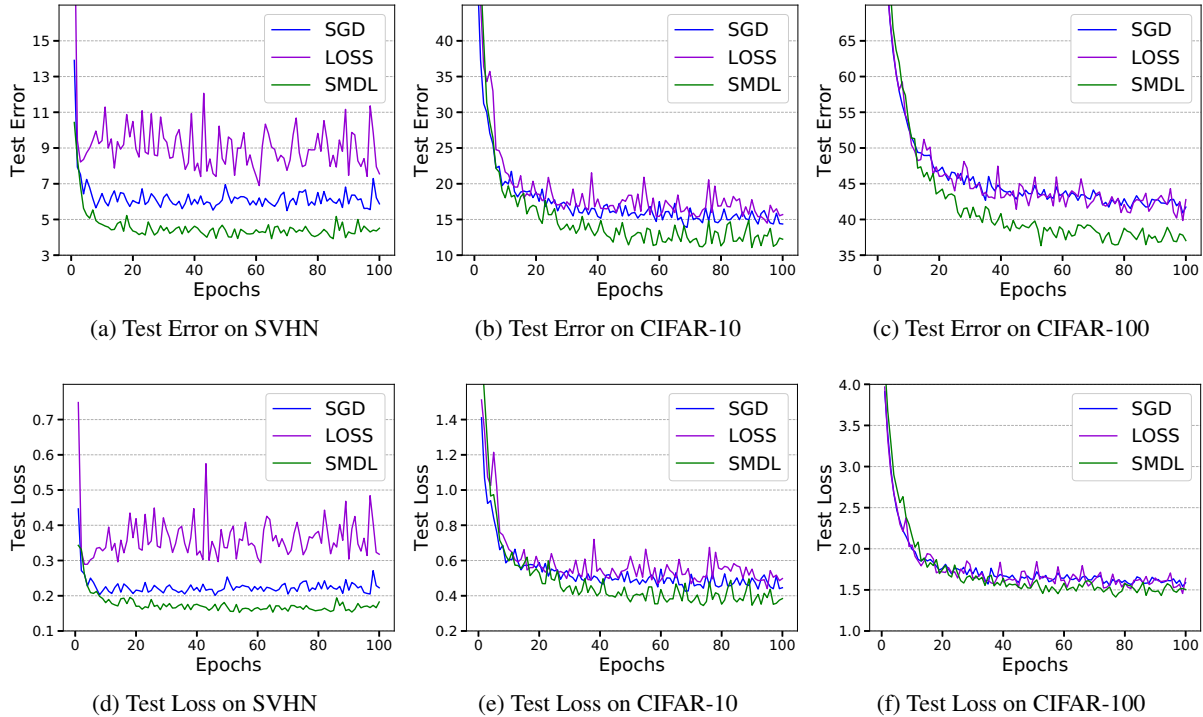 15
13
11
9
7
5
3
Test Error
0 20 40 60 80 100
Epochs
SGD
LOSS
SMDL
(a) Test Error on SVHN
45
40
35
30
25
20
15
10
Test Error
0 20 40 60 80 100
Epochs
SGD
LOSS
SMDL
(b) Test Error on CIFAR-10
65
60
55
50
45
40
35
Test Error
0 20 40 60 80 100
Epochs
SGD
LOSS
SMDL
(c) Test Error on CIFAR-100
0.7
0.6
0.5
0.4
0.3
0.2
0.1
Test Loss
0 20 40 60 80 100
Epochs
SGD
LOSS
SMDL
(d) Test Loss on SVHN
1.4
1.2
1.0
0.8
0.6
0.4
0.2
Test Loss
0 20 40 60 80 100
Epochs
SGD
LOSS
SMDL
(e) Test Loss on CIFAR-10
4.0
3.5
3.0
2.5
2.0
1.5
1.0
Test Loss
0 20 40 60 80 100
Epochs
SGD
LOSS
SMDL
(f) Test Loss on CIFAR-100